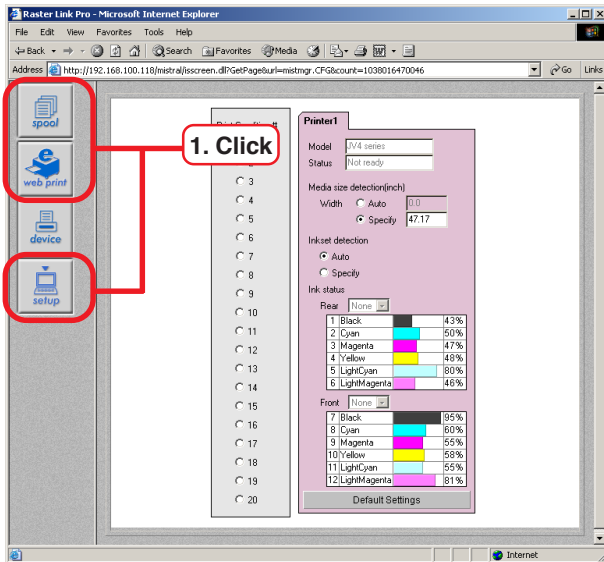 Raster Link Pro - Microsoft Internet Explorer
File Edit View Favorites Tools Help
Back Search Favorites Media
Address http://192.168.100.118/mistral/isscreen.dll?GetPage&url=mistmgr.CFG&count=1038016470046 Go Links
spool
web print
device
setup
1. Click
3
4
5
6
7
8
9
10
11
12
13
14
15
16
17
18
19
20
Printer1
Model JV4 series
Status Not ready
Media size detection(inch)
Width Auto 0.0
Specify 47.17
Inkset detection
Auto
Specify
Ink status
Rear None
1 Black 43%
2 Cyan 50%
3 Magenta 47%
4 Yellow 48%
5 LightCyan 80%
6 LightMagenta 46%
Front None
7 Black 95%
8 Cyan 60%
9 Magenta 55%
10 Yellow 58%
11 LightCyan 55%
12 LightMagenta 81%
Default Settings
Internet